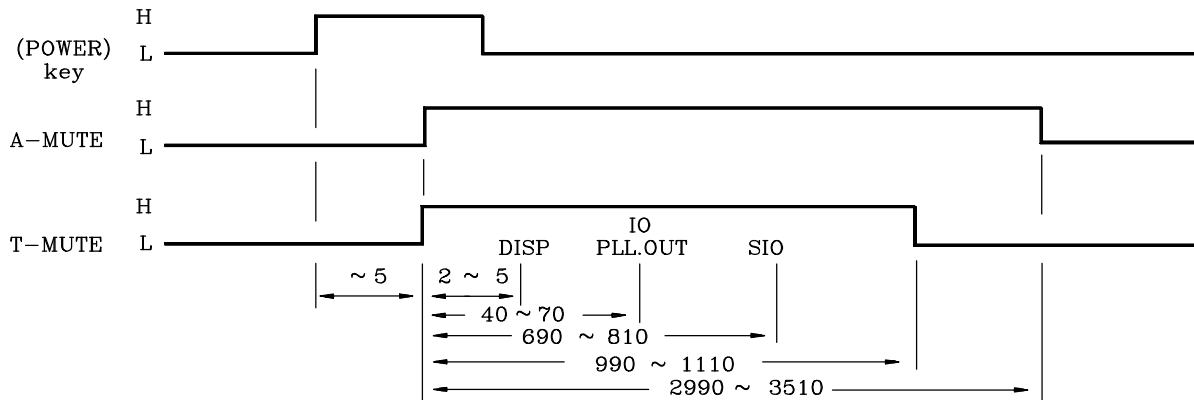 H
(POWER) L
key
H
A-MUTE L
H
IO
T-MUTE L DISP PLL.OUT SIO
~ 5 2 ~ 5
40 ~ 70
690 ~ 810
990 ~ 1110
2990 ~ 3510